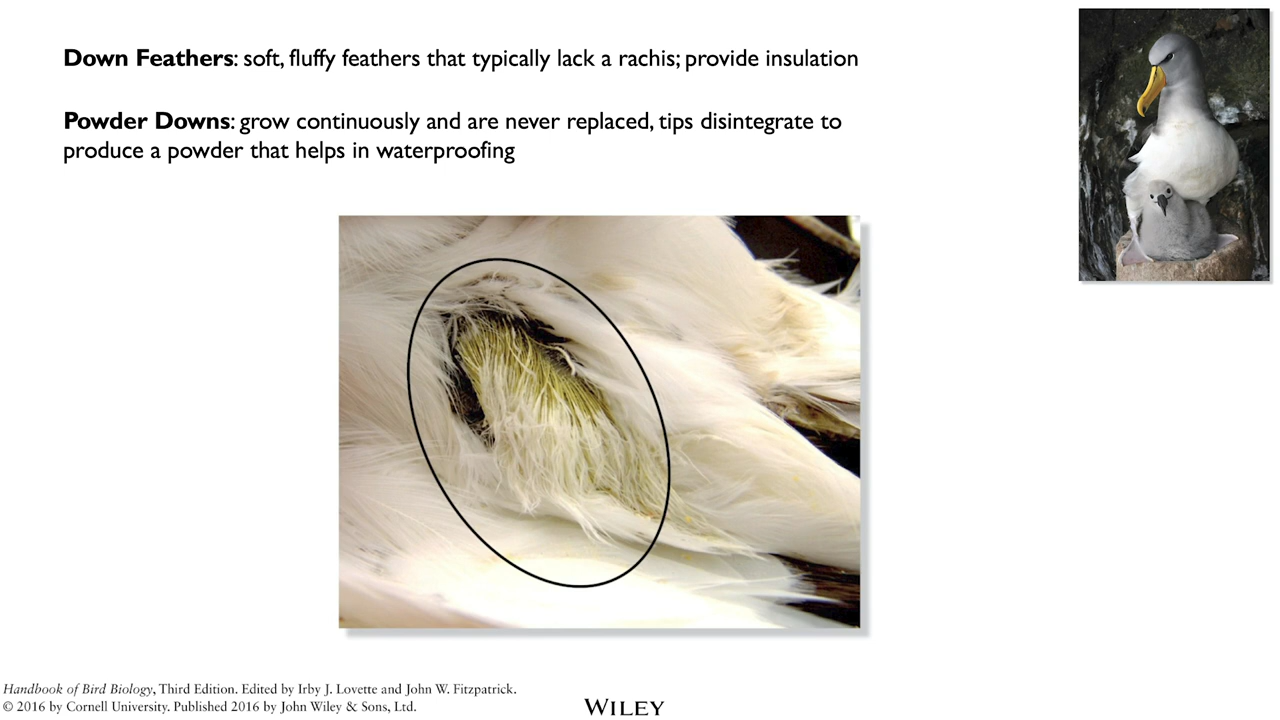 Down Feathers: soft, fluffy feathers that typically lack a rachis; provide insulation
Powder Downs: grow continuously and are never replaced, tips disintegrate to
produce a powder that helps in waterproofing
Handbook of Bird Biology, Third Edition. Edited by Irby J. Lovette and John W. Fitzpatrick.
© 2016 by Cornell University. Published 2016 by John Wiley & Sons, Ltd.
WILEY